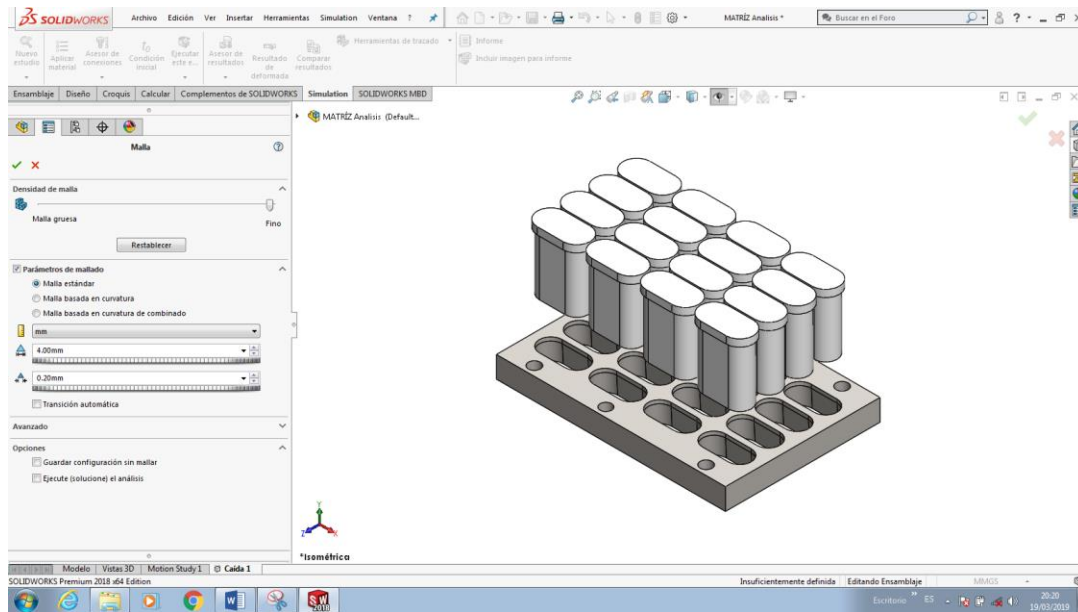 SOLIDWORKS Archivo Edición Ver Insertar Herramientas Simulation Ventana ? MATRÍZ Analisis * Buscar en el Foro
Nuevo estudio
Aplicar material
Asesor de conexiones
Condición inicial
Ejecutar este e...
Asesor de resultados
Resultado de deformada
Comparar resultados
Herramientas de trazado
Informe
Incluir imagen para informe
Ensamblaje Diseño Croquis Calcular Complementos de SOLIDWORKS Simulation SOLIDWORKS MBD
MATRÍZ Analisis (Default...
Malla
Densidad de malla
Malla gruesa
Fino
Restablecer
Parámetros de mallado
Malla estándar
Malla basada en curvatura
Malla basada en curvatura de combinado
mm
4.00mm
0.20mm
Transición automática
Avanzado
Opciones
Guardar configuración sin mallar
Ejecute (solucione) el análisis
Y
Z
X
*Isométrica
Modelo Vistas 3D Motion Study 1 Caída 1
SOLIDWORKS Premium 2018 x64 Edition Insuficientemente definida Editando Ensamblaje MMGS
Escritorio ES 20:20
19/03/2019
SW
2018